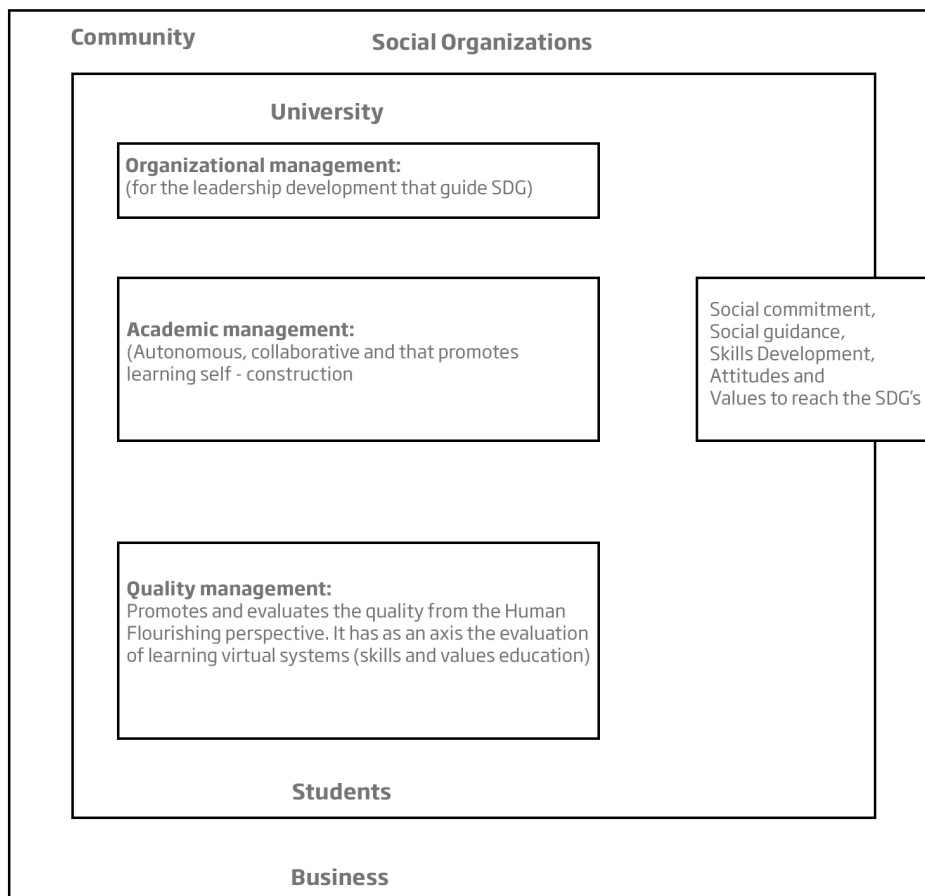 Community
Social Organizations
University
Organizational management:
(for the leadership development that guide SDG)
Academic management:
(Autonomous, collaborative and that promotes
learning self - construction
Social commitment,
Social guidance,
Skills Development,
Attitudes and
Values to reach the SDG's
Quality management:
Promotes and evaluates the quality from the Human
Flourishing perspective. It has as an axis the evaluation
of learning virtual systems (skills and values education)
Students
Business